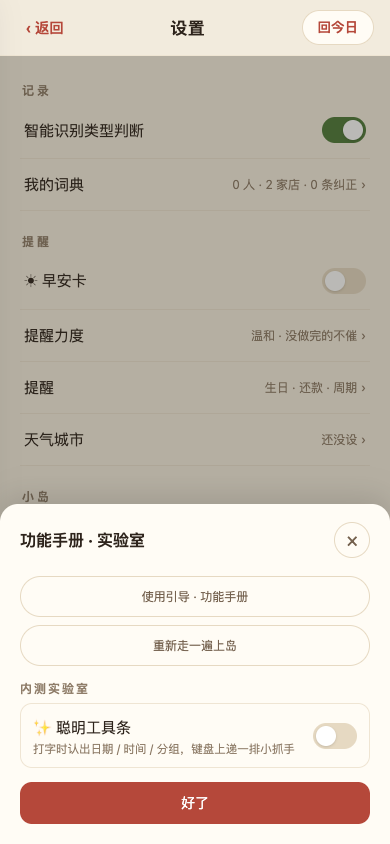 ‹ 返回
设置
回今日
记录
智能识别类型判断
我的词典
0 人 · 2 家店 · 0 条纠正 ›
提醒
☀ 早安卡
提醒力度
温和 · 没做完的不催 ›
提醒
生日 · 还款 · 周期 ›
天气城市
还没设 ›
小岛
功能手册 · 实验室
×
使用引导 · 功能手册
重新走一遍上岛
内测实验室
✨ 聪明工具条
打字时认出日期 / 时间 / 分组，键盘上递一排小抓手
好了